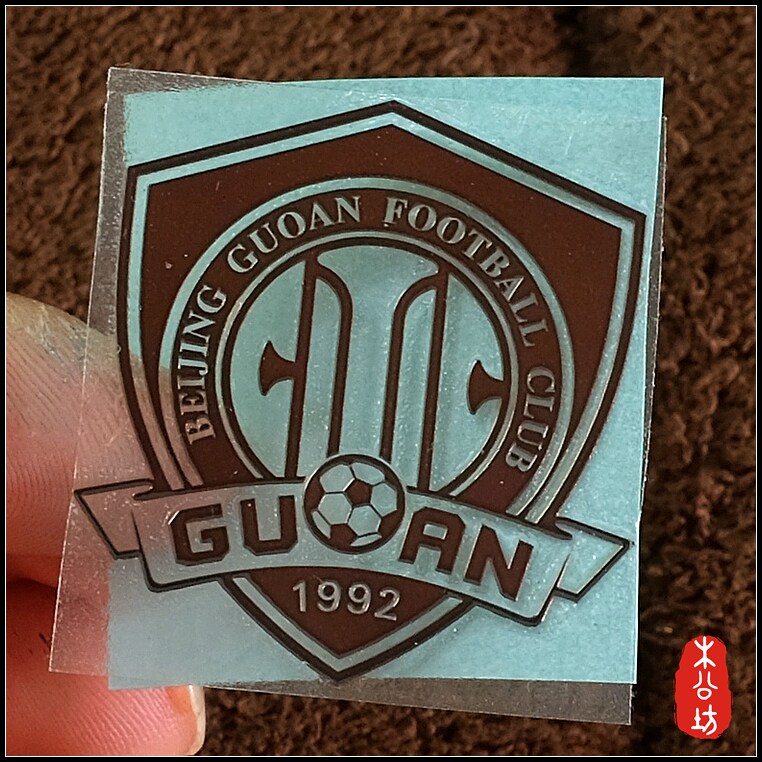 BEIJING GUOAN FOOTBALL CLUB
GUOAN
1992
木公坊